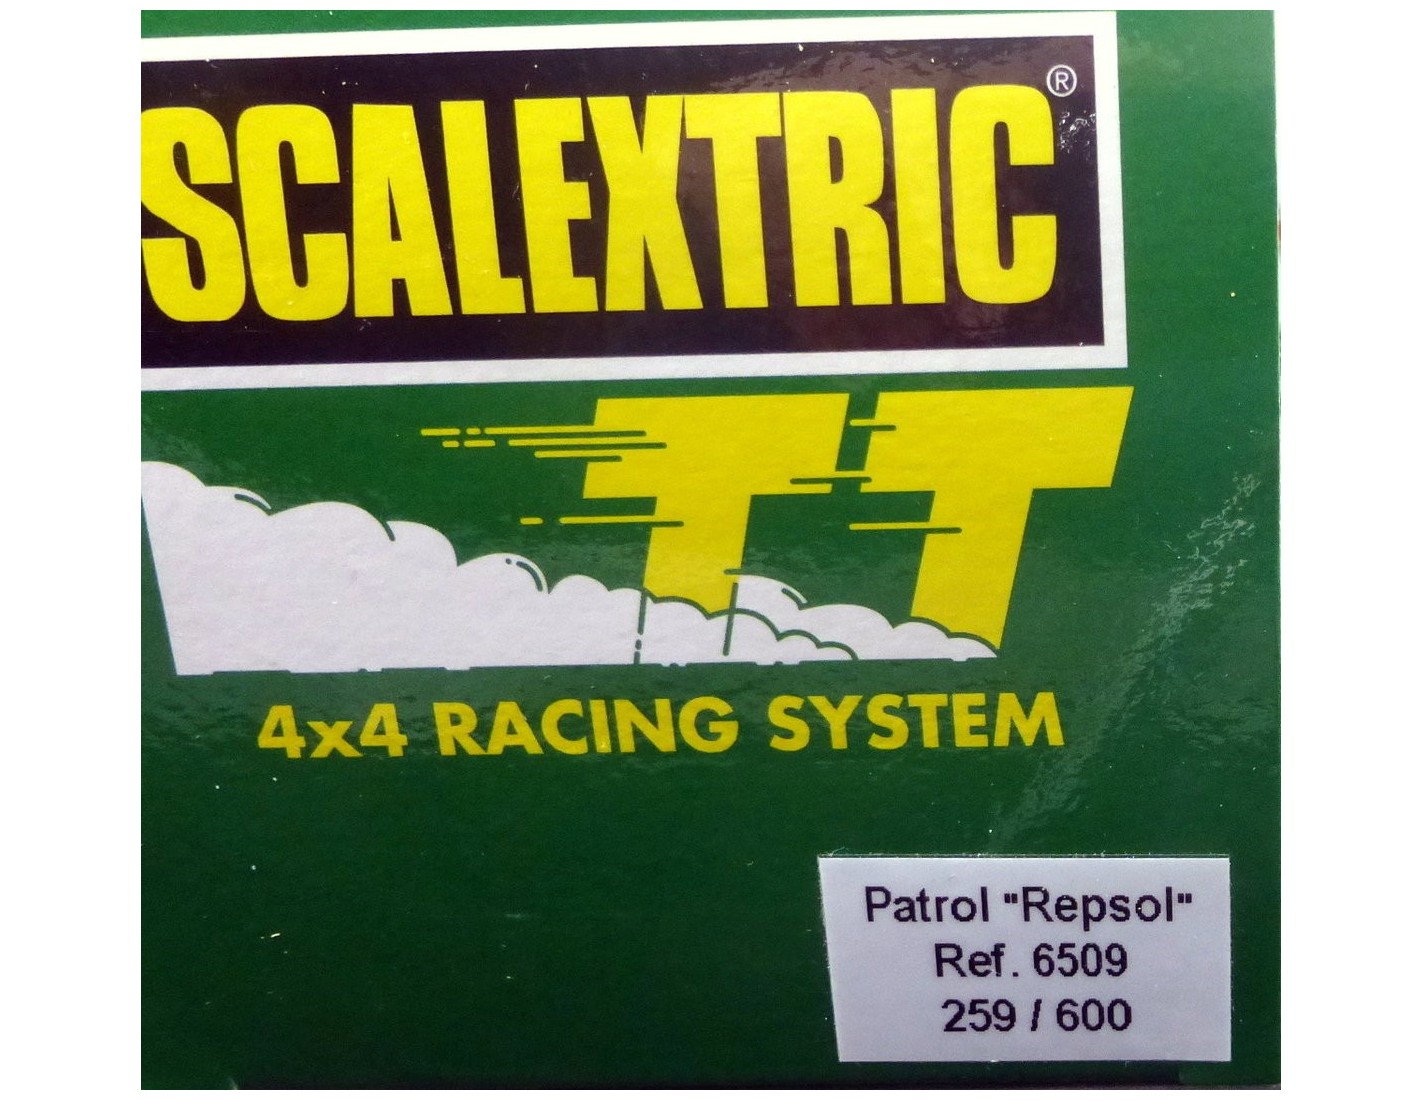 SCALEXTRIC®
TT
4x4 RACING SYSTEM
Patrol "Repsol"
Ref. 6509
259 / 600